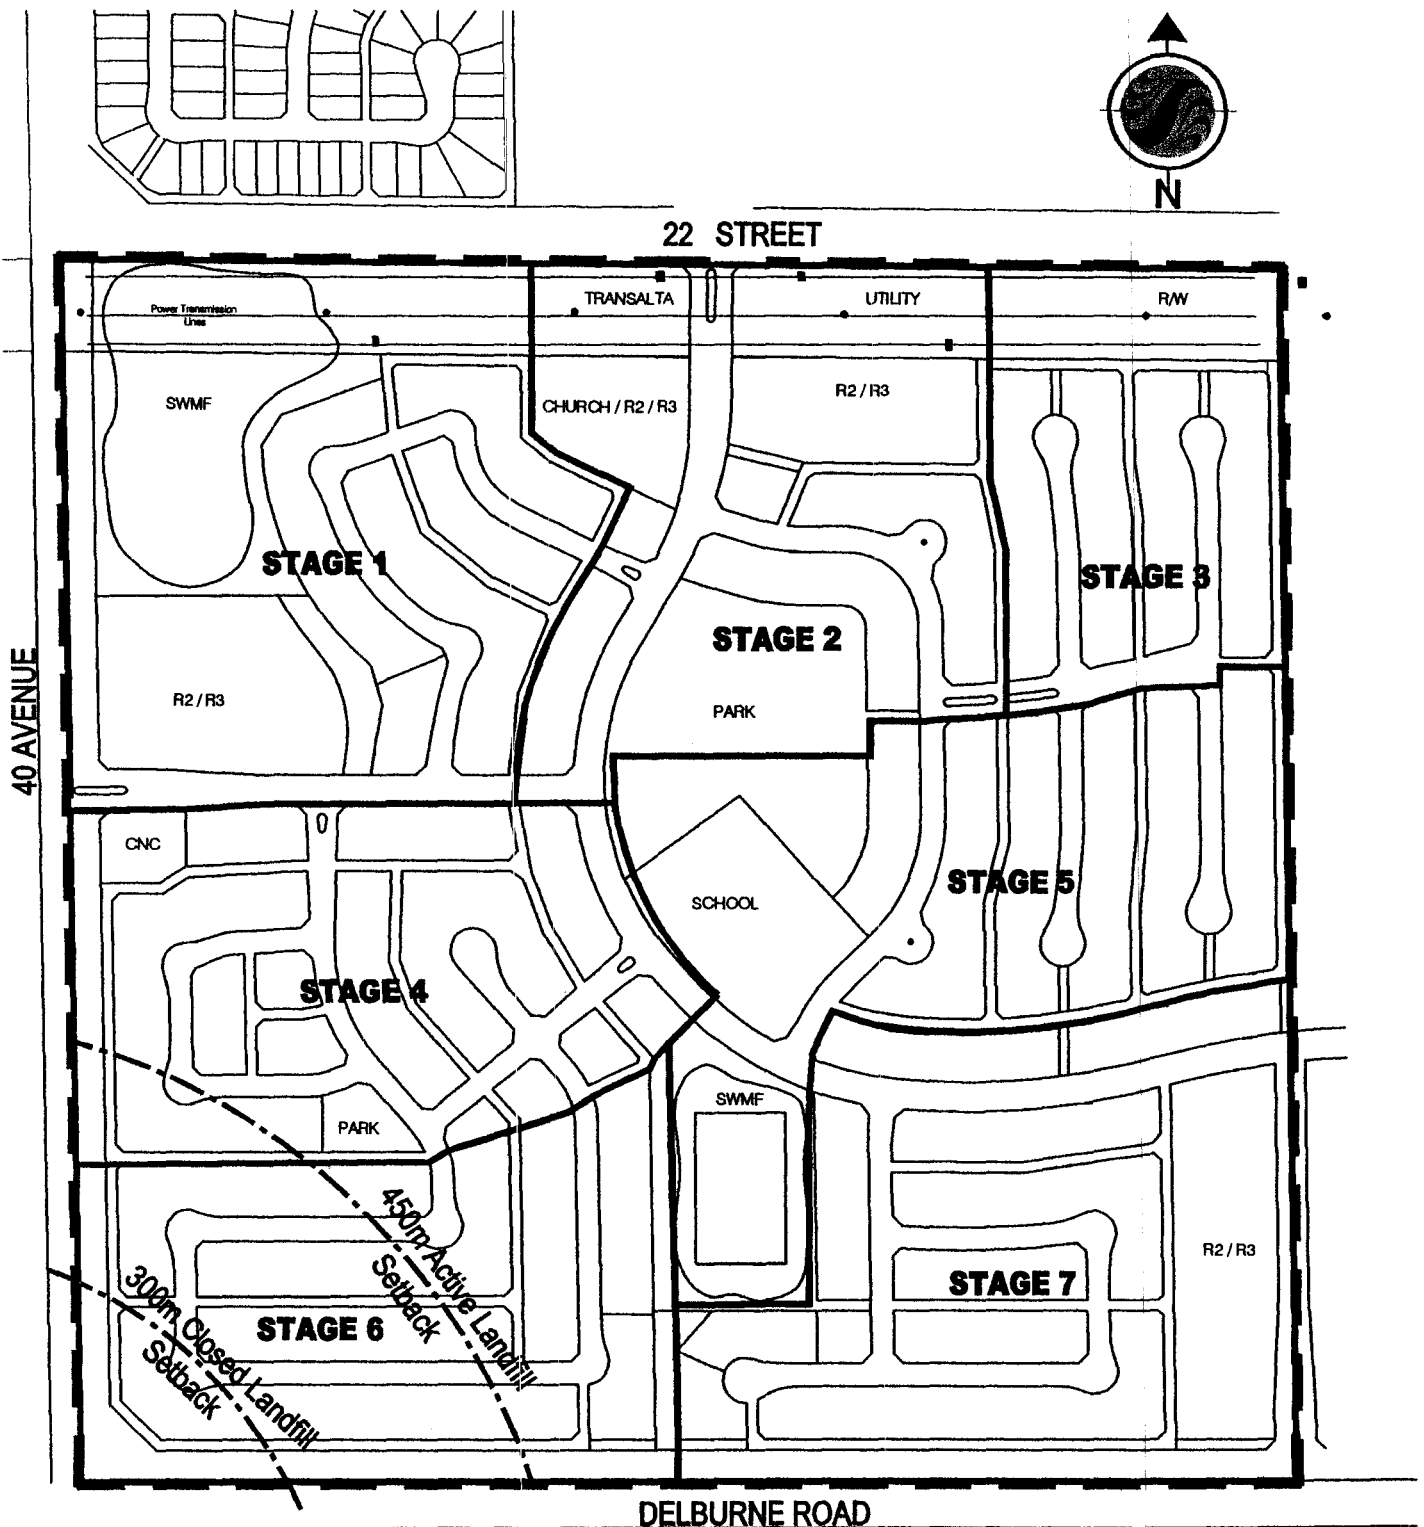 N
22 STREET
TRANSALTA
UTILITY
R/W
Power Transmission
Lines
SWMF
CHURCH / R2 / R3
R2 / R3
STAGE 1
STAGE 3
STAGE 2
40 AVENUE
R2 / R3
PARK
CNC
STAGE 5
SCHOOL
STAGE 4
SWMF
PARK
450m Active Landfill
Setback
R2 / R3
STAGE 7
300m Closed Landfill
Setback
STAGE 6
DELBURNE ROAD